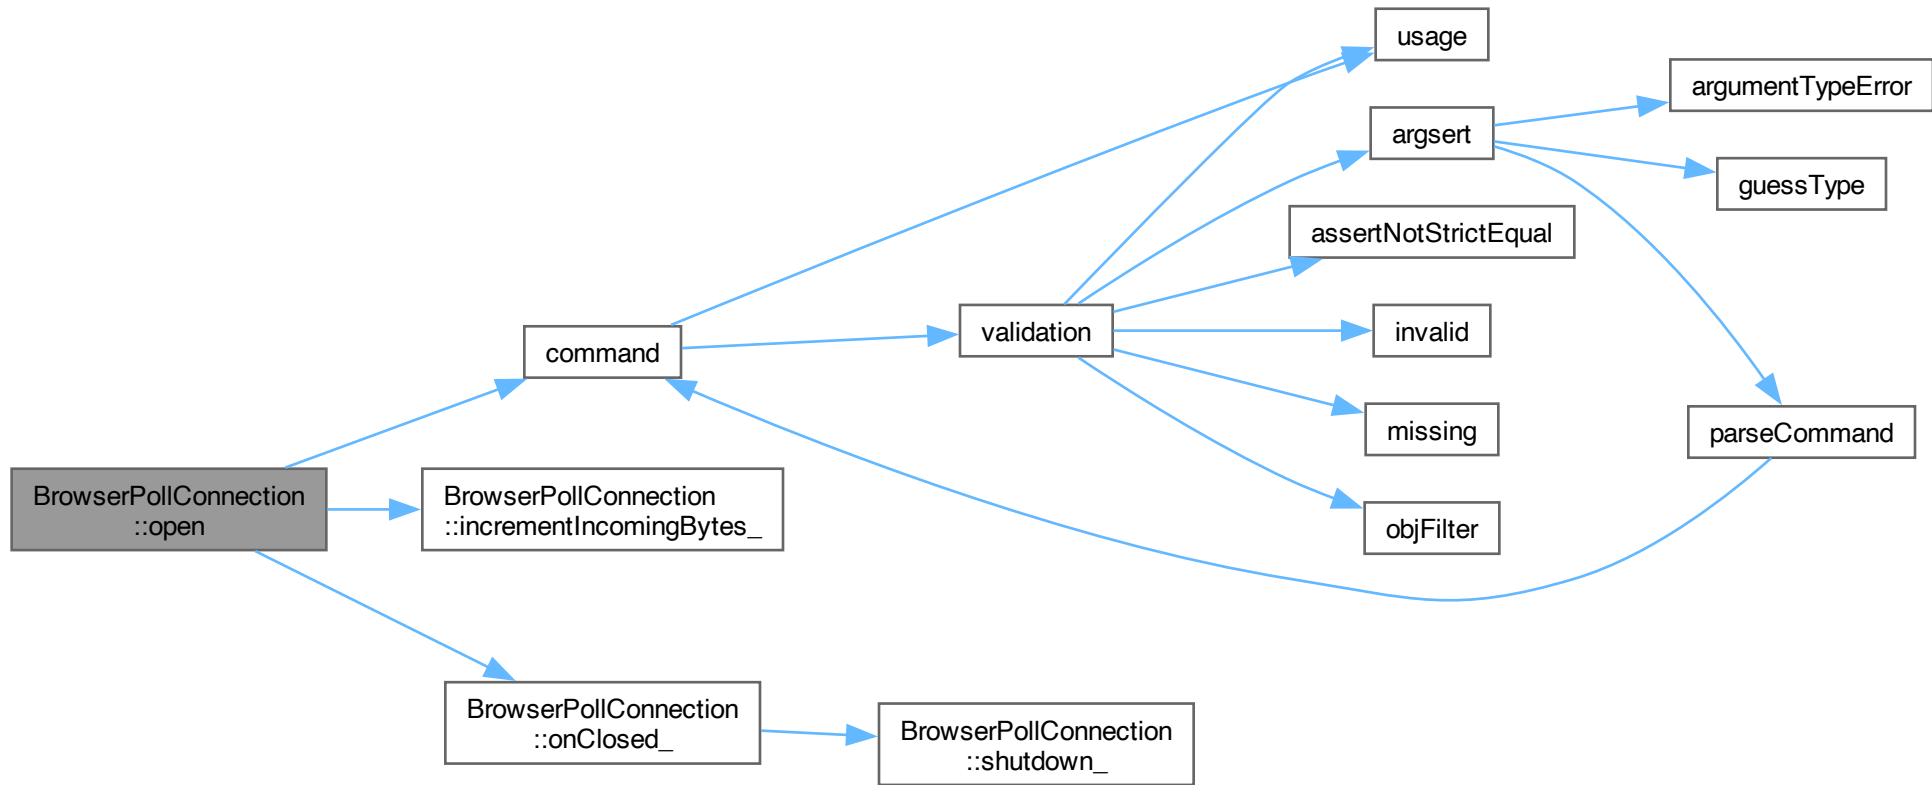 usage
argumentTypeError
argsert
guessType
assertNotStrictEqual
validation
invalid
command
missing
parseCommand
BrowserPollConnection
::open
BrowserPollConnection
::incrementIncomingBytes_
objFilter
BrowserPollConnection
::onClosed_
BrowserPollConnection
::shutdown_